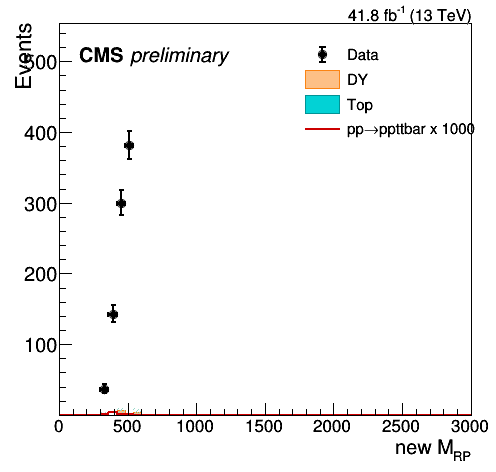 41.8 fb⁻¹ (13 TeV)
Events
CMS preliminary
Data
DY
Top
pp→ppttbar x 1000
500
400
300
200
100
0 500 1000 1500 2000 2500 3000
new M_RP